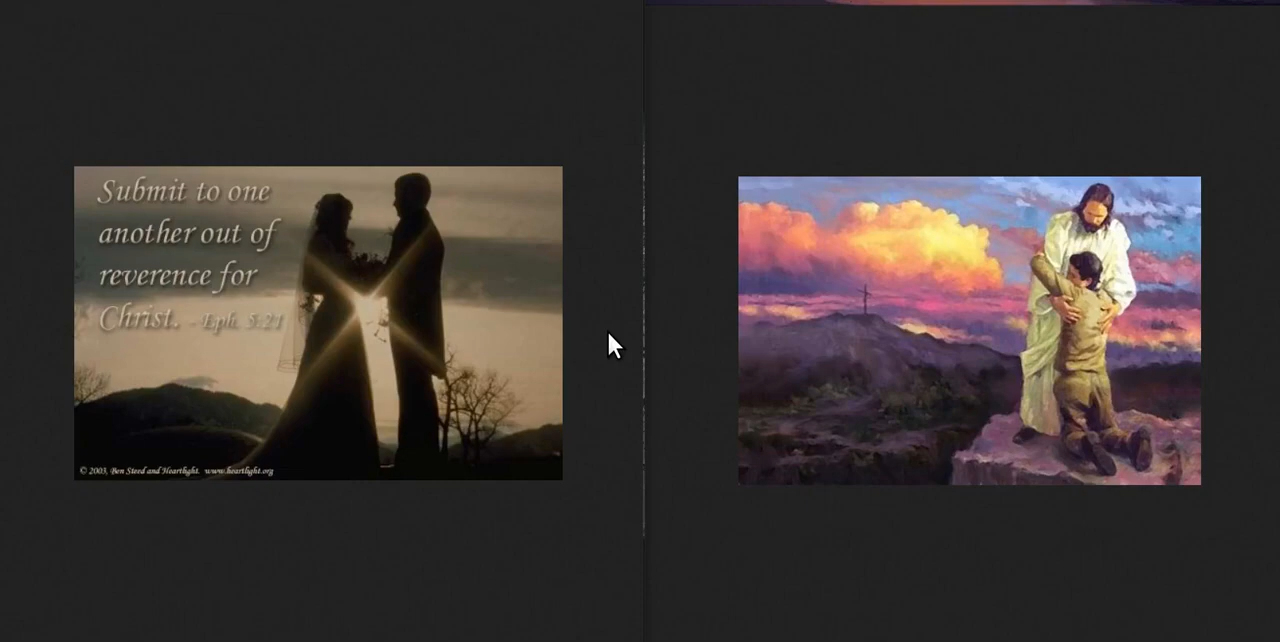 Submit to one
another out of
reverence for
Christ. - Eph. 5:21
© 2003, Ben Steed and Heartlight. www.heartlight.org